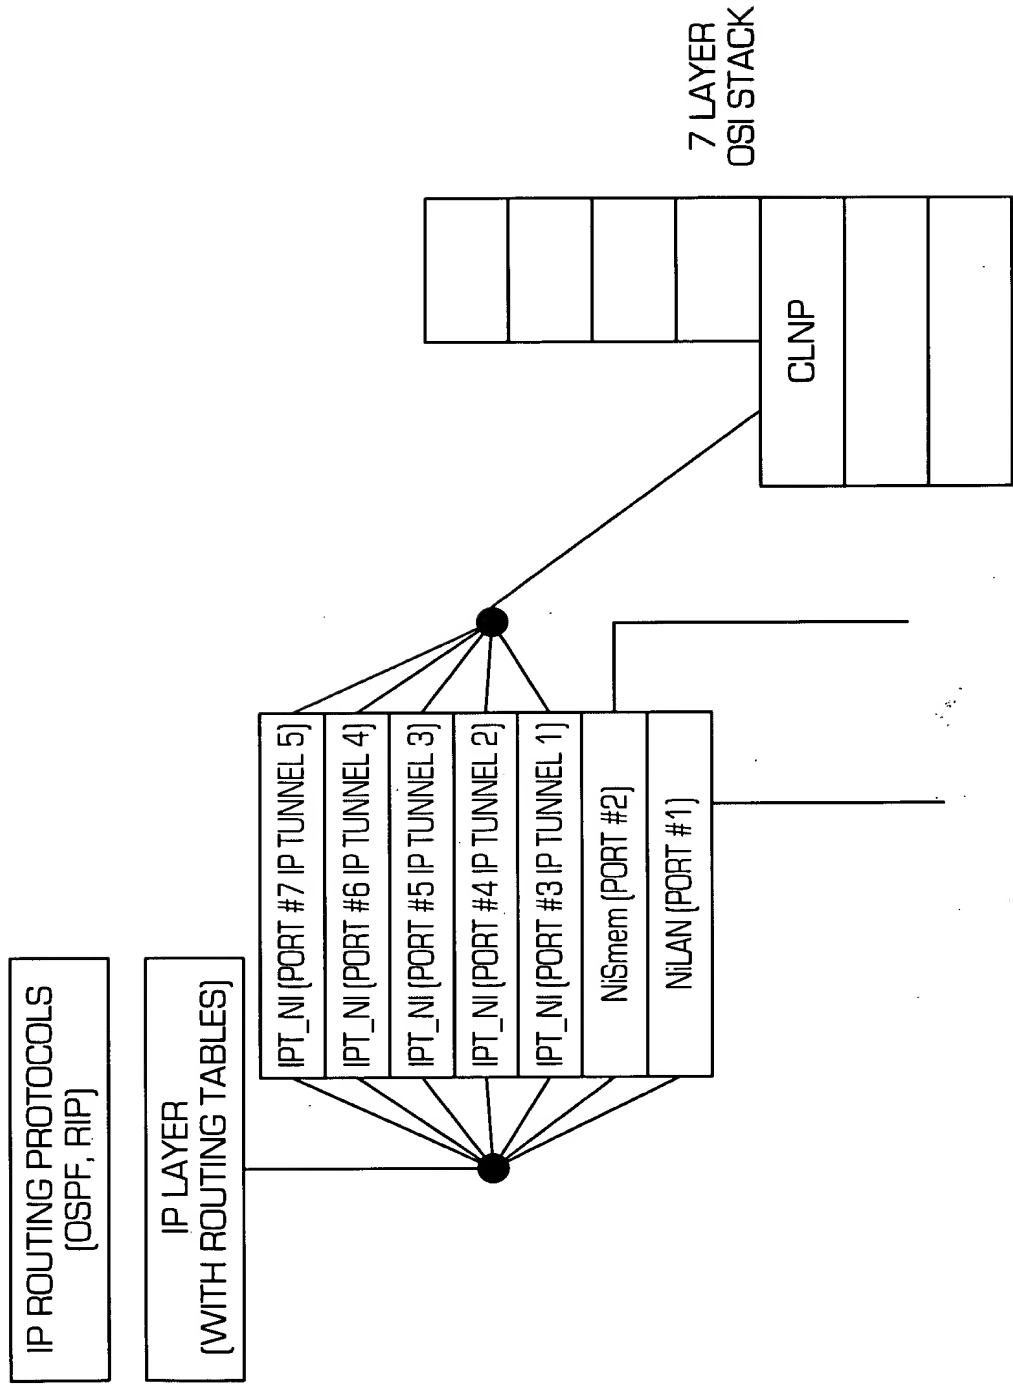 IP ROUTING PROTOCOLS
(OSPF, RIP)
IP LAYER
(WITH ROUTING TABLES)
IPT_NI (PORT #7 IP TUNNEL 5)
IPT_NI (PORT #6 IP TUNNEL 4)
IPT_NI (PORT #5 IP TUNNEL 3)
IPT_NI (PORT #4 IP TUNNEL 2)
IPT_NI (PORT #3 IP TUNNEL 1)
NiSmem (PORT #2)
NiLAN (PORT #1)
7 LAYER
OSI STACK
CLNP